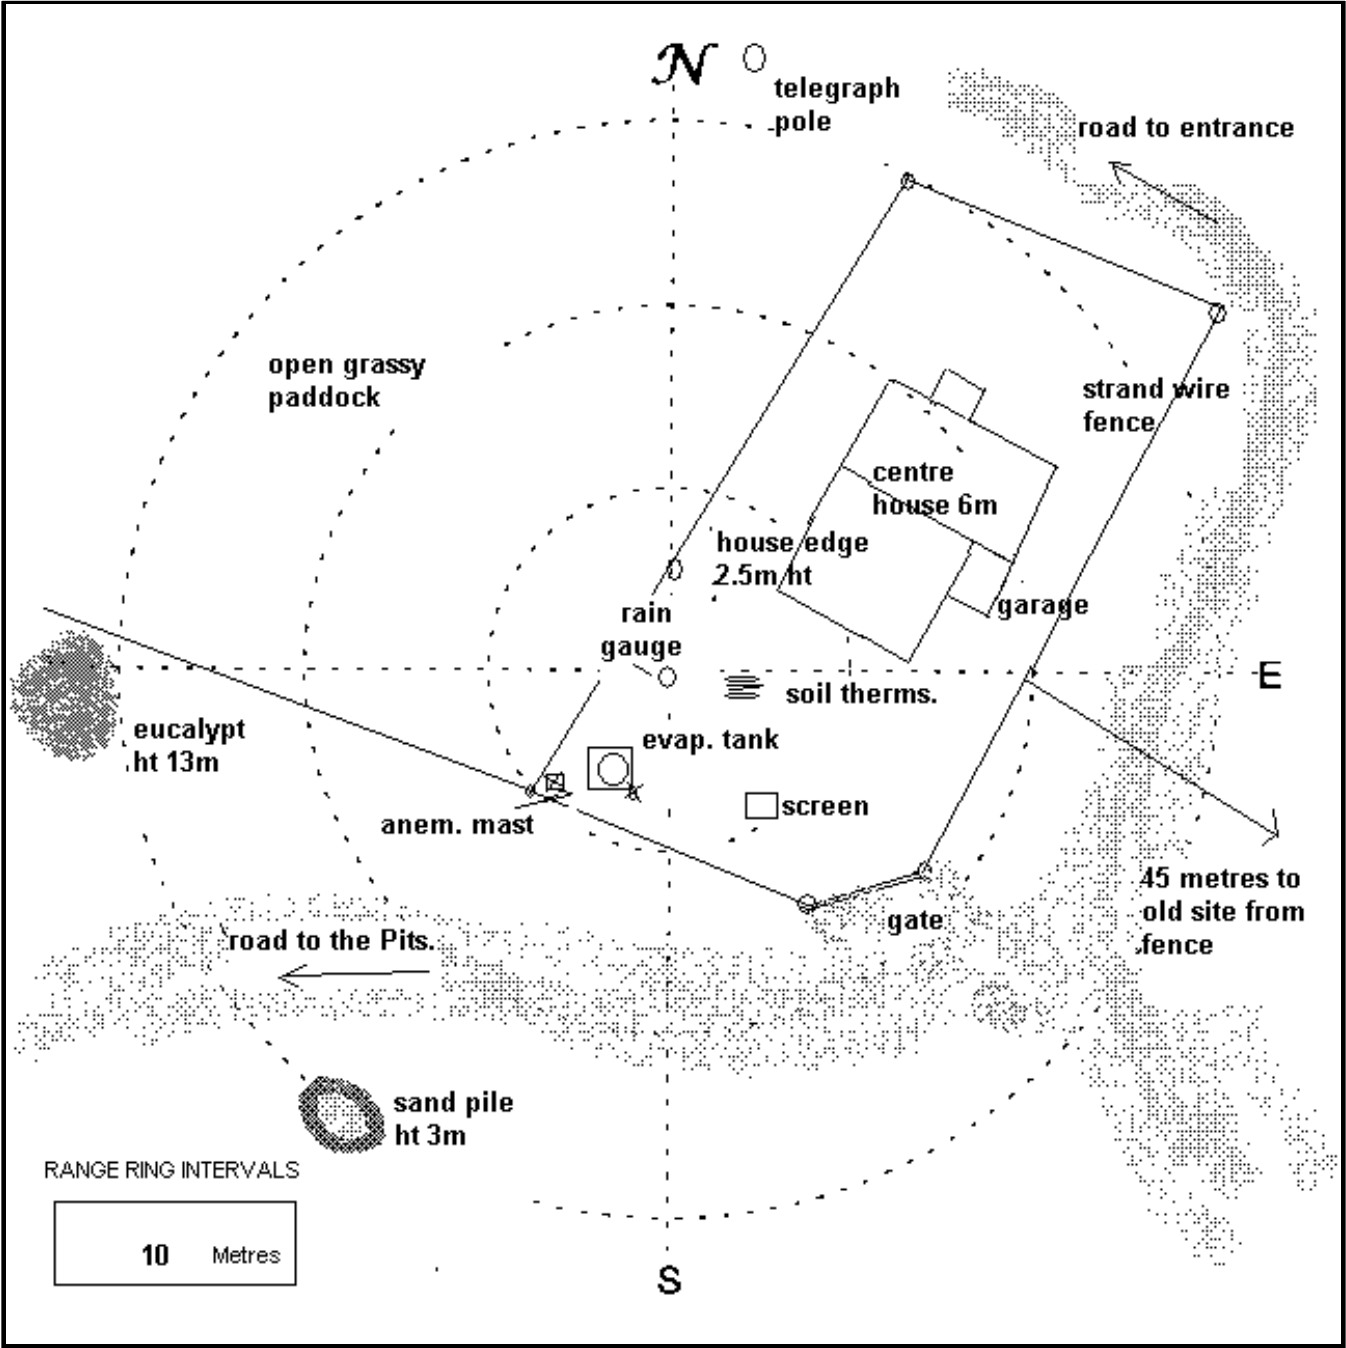 N
telegraph
pole
road to entrance
open grassy
paddock
strand wire
fence
centre
house 6m
house edge
2.5m ht
garage
rain
gauge
E
soil therms.
eucalypt
ht 13m
evap. tank
screen
anem. mast
45 metres to
old site from
fence
gate
road to the Pits.
sand pile
ht 3m
RANGE RING INTERVALS
10 Metres
S